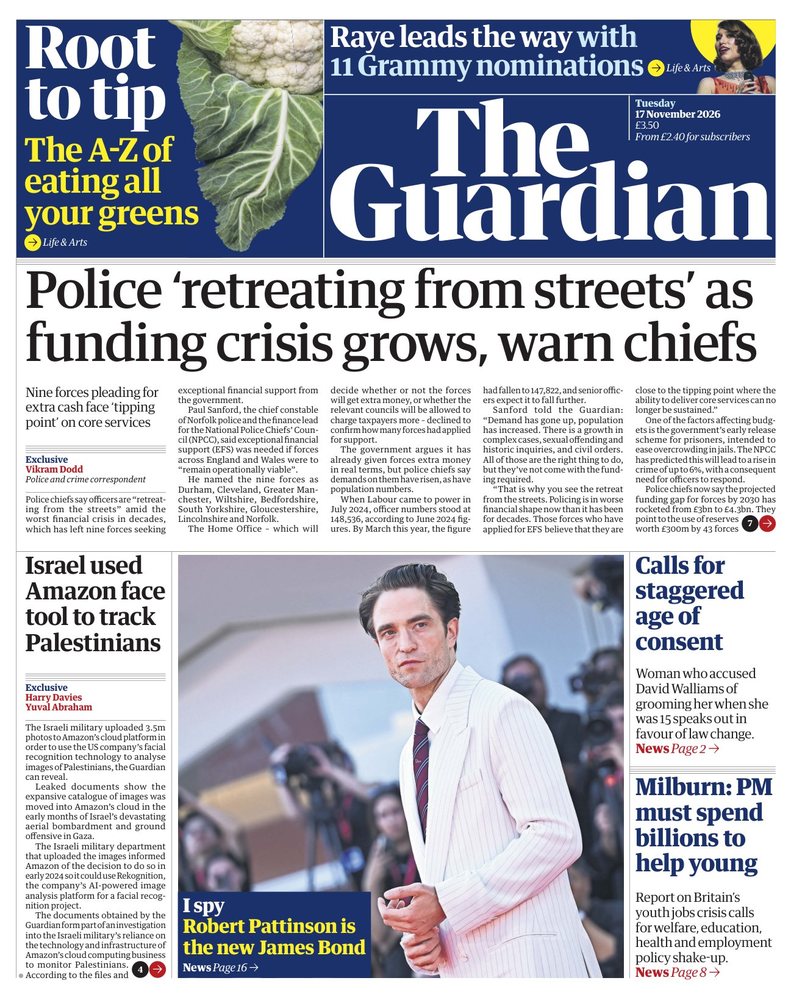 Root
to tip
The A-Z of
eating all
your greens
Life & Arts
Raye leads the way with
11 Grammy nominations
Life & Arts
Tuesday
17 November 2026
£3.50
From £2.40 for subscribers
The
Guardian
Police ‘retreating from streets’ as
funding crisis grows, warn chiefs
Nine forces pleading for
extra cash face ‘tipping
point’ on core services
Exclusive
Vikram Dodd
Police and crime correspondent
Police chiefs say officers are “retreat-
ing from the streets” amid the
worst financial crisis in decades,
which has left nine forces seeking
exceptional financial support from
the government.
Paul Sanford, the chief constable
of Norfolk police and the finance lead
for the National Police Chiefs’ Coun-
cil (NPCC), said exceptional financial
support (EFS) was needed if forces
across England and Wales were to
“remain operationally viable”.
He named the nine forces as
Durham, Cleveland, Greater Man-
chester, Wiltshire, Bedfordshire,
South Yorkshire, Gloucestershire,
Lincolnshire and Norfolk.
The Home Office – which will
decide whether or not the forces
will get extra money, or whether the
relevant councils will be allowed to
charge taxpayers more – declined to
confirm how many forces had applied
for support.
The government argues it has
already given forces extra money
in real terms, but police chiefs say
demands on them have risen, as have
population numbers.
When Labour came to power in
July 2024, officer numbers stood at
148,536, according to June 2024 fig-
ures. By March this year, the figure
had fallen to 147,822, and senior offic-
ers expect it to fall further.
Sanford told the Guardian:
“Demand has gone up, population
has increased. There is a growth in
complex cases, sexual offending and
historic inquiries, and civil orders.
All of those are the right thing to do,
but they’ve not come with the fund-
ing required.
“That is why you see the retreat
from the streets. Policing is in worse
financial shape now than it has been
for decades. Those forces who have
applied for EFS believe that they are
close to the tipping point where the
ability to deliver core services can no
longer be sustained.”
One of the factors affecting budg-
ets is the government’s early release
scheme for prisoners, intended to
ease overcrowding in jails. The NPCC
has predicted this will lead to a rise in
crime of up to 6%, with a consequent
need for officers to respond.
Police chiefs now say the projected
funding gap for forces by 2030 has
rocketed from £3bn to £4.3bn. They
point to the use of reserves
worth £300m by 43 forces
7
Israel used
Amazon face
tool to track
Palestinians
Exclusive
Harry Davies
Yuval Abraham
The Israeli military uploaded 3.5m
photos to Amazon’s cloud platform in
order to use the US company’s facial
recognition technology to analyse
images of Palestinians, the Guardian
can reveal.
Leaked documents show the
expansive catalogue of images was
moved into Amazon’s cloud in the
early months of Israel’s devastating
aerial bombardment and ground
offensive in Gaza.
The Israeli military department
that uploaded the images informed
Amazon of the decision to do so in
early 2024 so it could use Rekognition,
the company’s AI-powered image
analysis platform for a facial recog-
nition project.
The documents obtained by the
Guardian form part of an investigation
into the Israeli military’s reliance on
the technology and infrastructure of
Amazon’s cloud computing business
to monitor Palestinians.
According to the files and
4
I spy
Robert Pattinson is
the new James Bond
News Page 16 →
Calls for
staggered
age of
consent
Woman who accused
David Walliams of
grooming her when she
was 15 speaks out in
favour of law change.
News Page 2 →
Milburn: PM
must spend
billions to
help young
Report on Britain’s
youth jobs crisis calls
for welfare, education,
health and employment
policy shake-up.
News Page 8 →